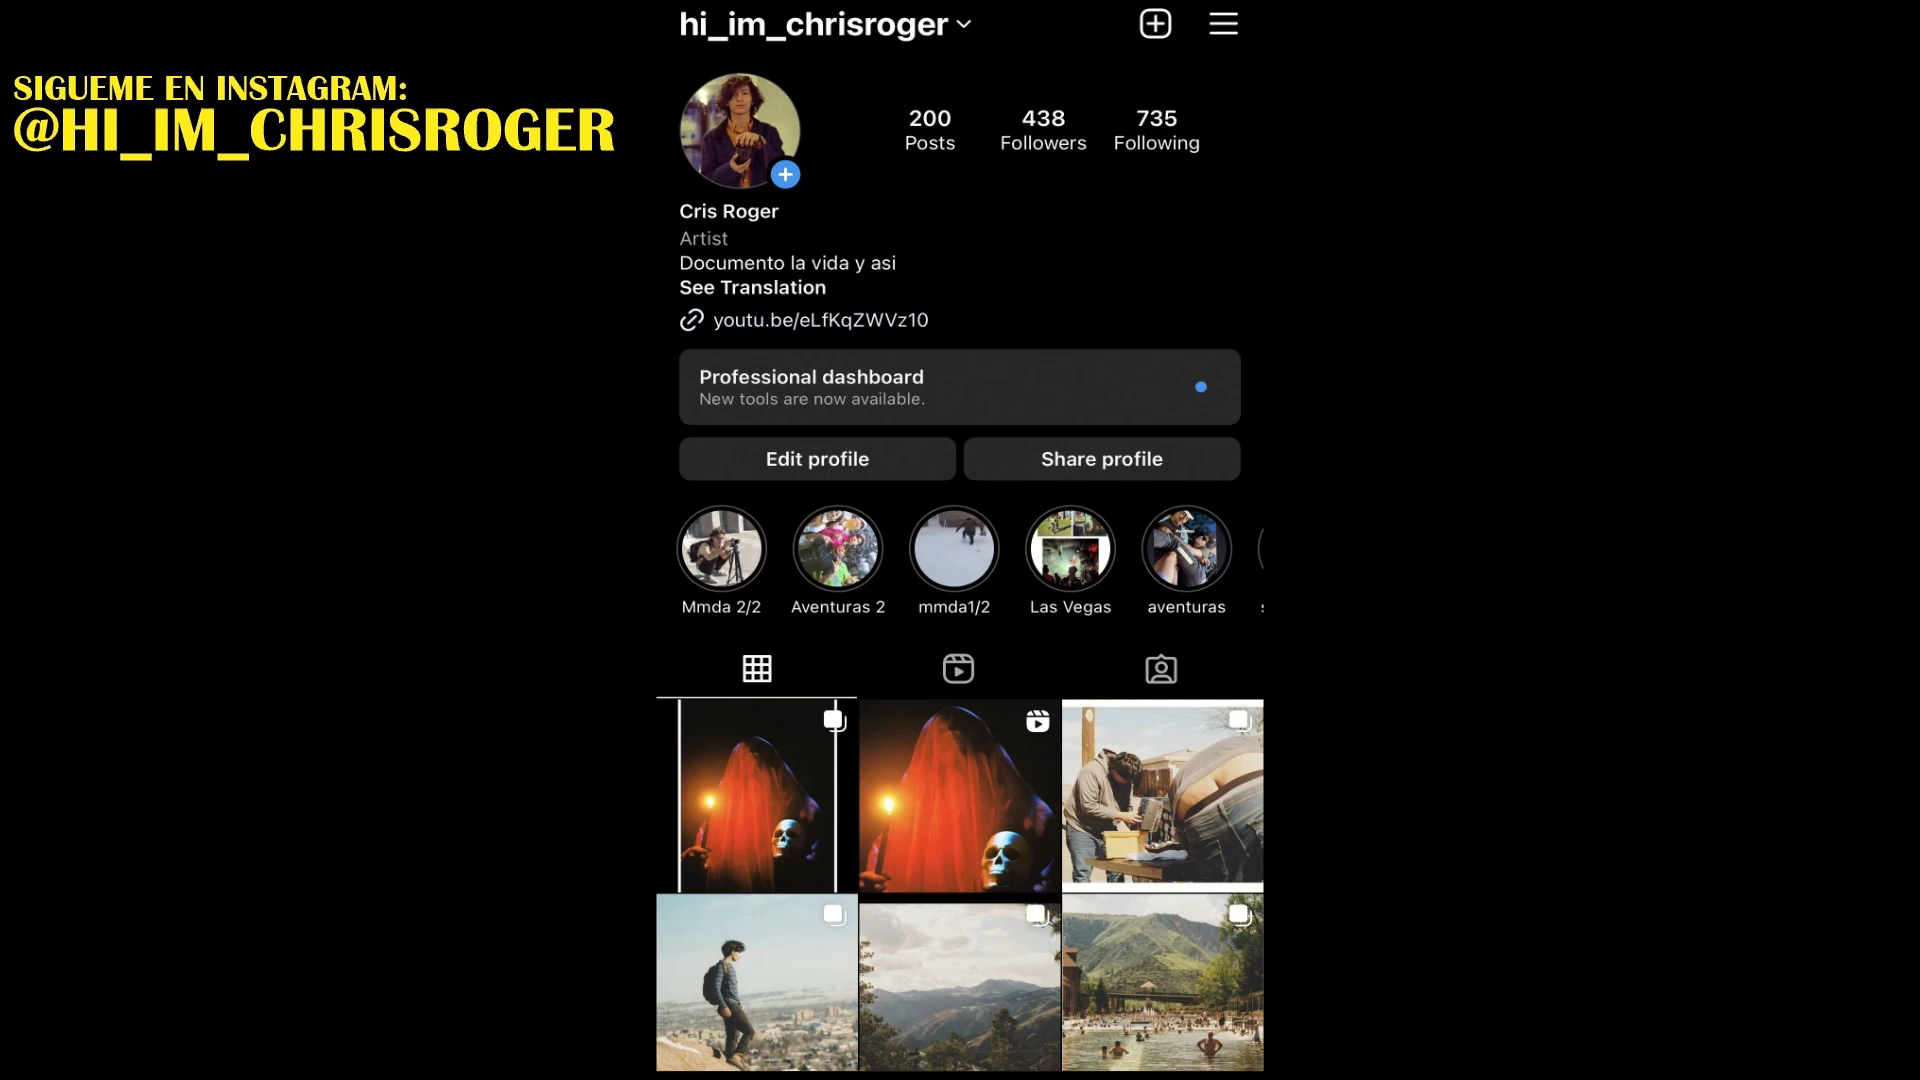 SIGUEME EN INSTAGRAM:
@HI_IM_CHRISROGER
hi_im_chrisroger
200 438 735
Posts Followers Following
Cris Roger
Artist
Documento la vida y asi
See Translation
youtu.be/eLfKqZWVz10
Professional dashboard
New tools are now available.
Edit profile Share profile
Mmda 2/2 Aventuras 2 mmda1/2 Las Vegas aventuras